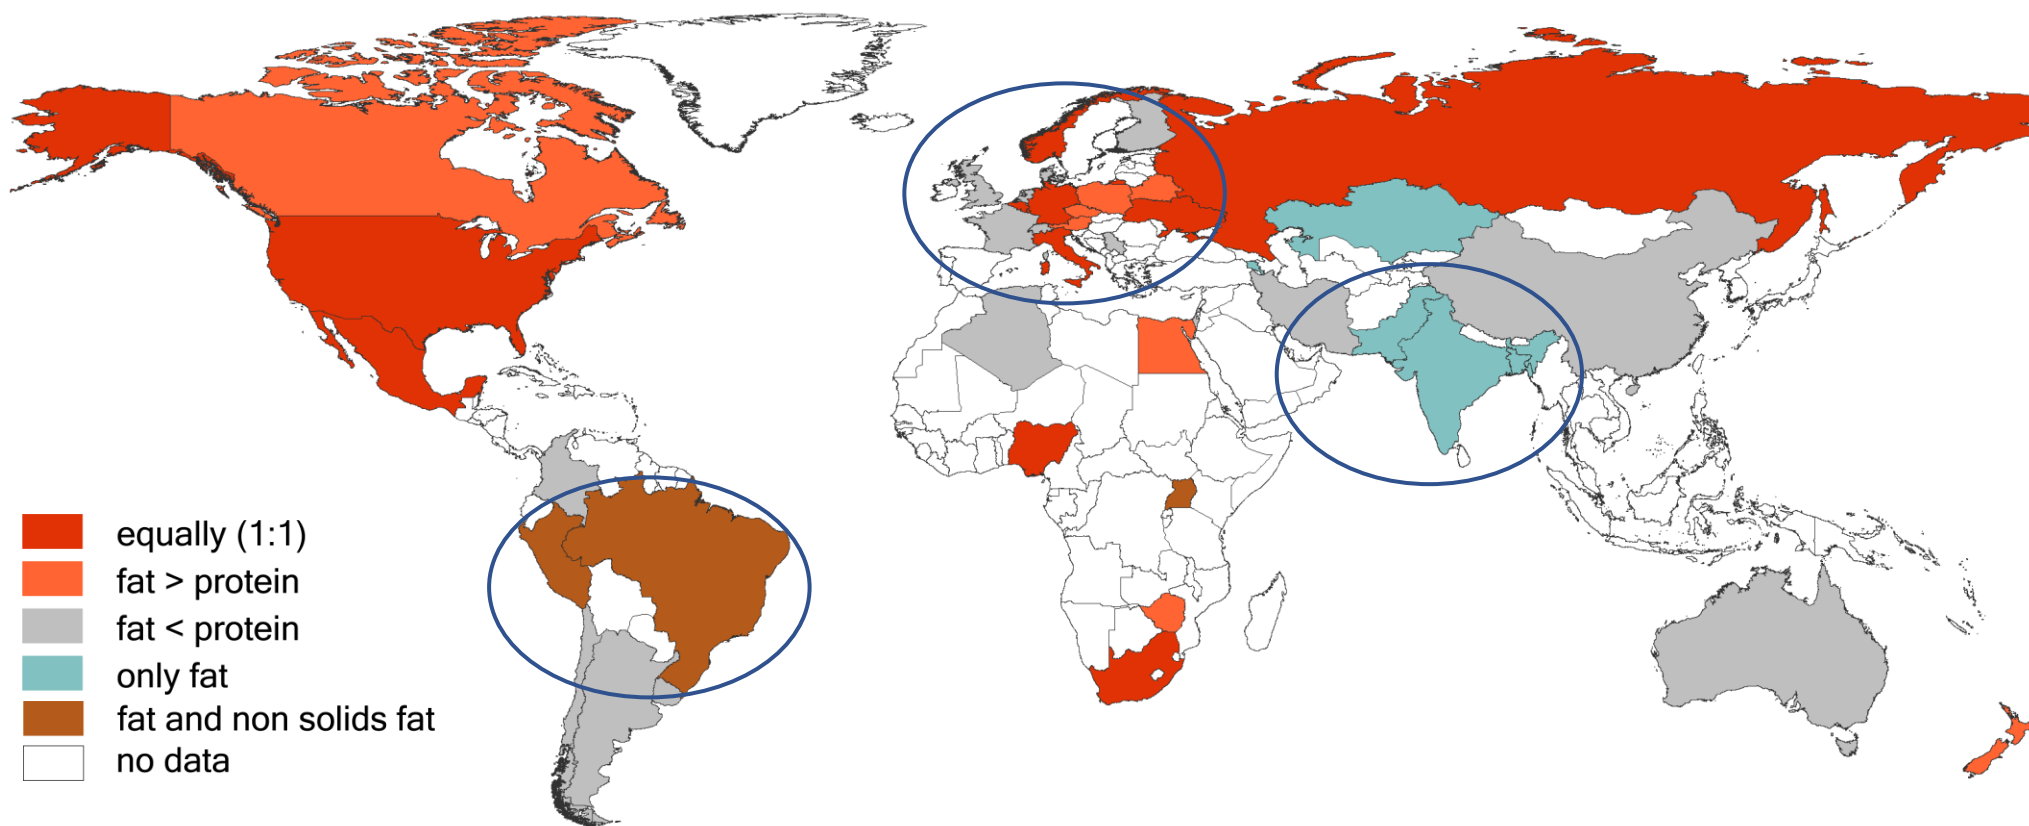 equally (1:1)
fat > protein
fat < protein
only fat
fat and non solids fat
no data